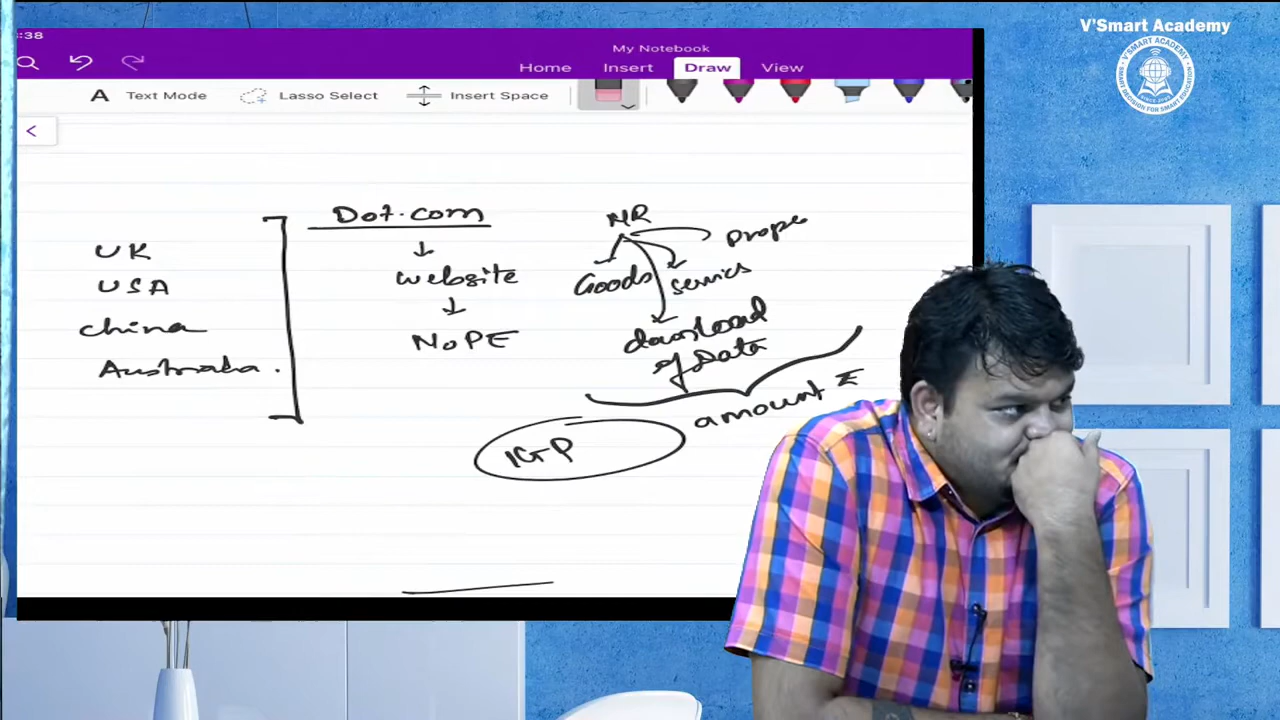 V'Smart Academy
:38
My Notebook
Home Insert Draw View
A Text Mode Lasso Select Insert Space
Dot.com
UK
USA
China
Australia.
website
NoPE
NR
Goods
Services
Prope
download
of Data
amount